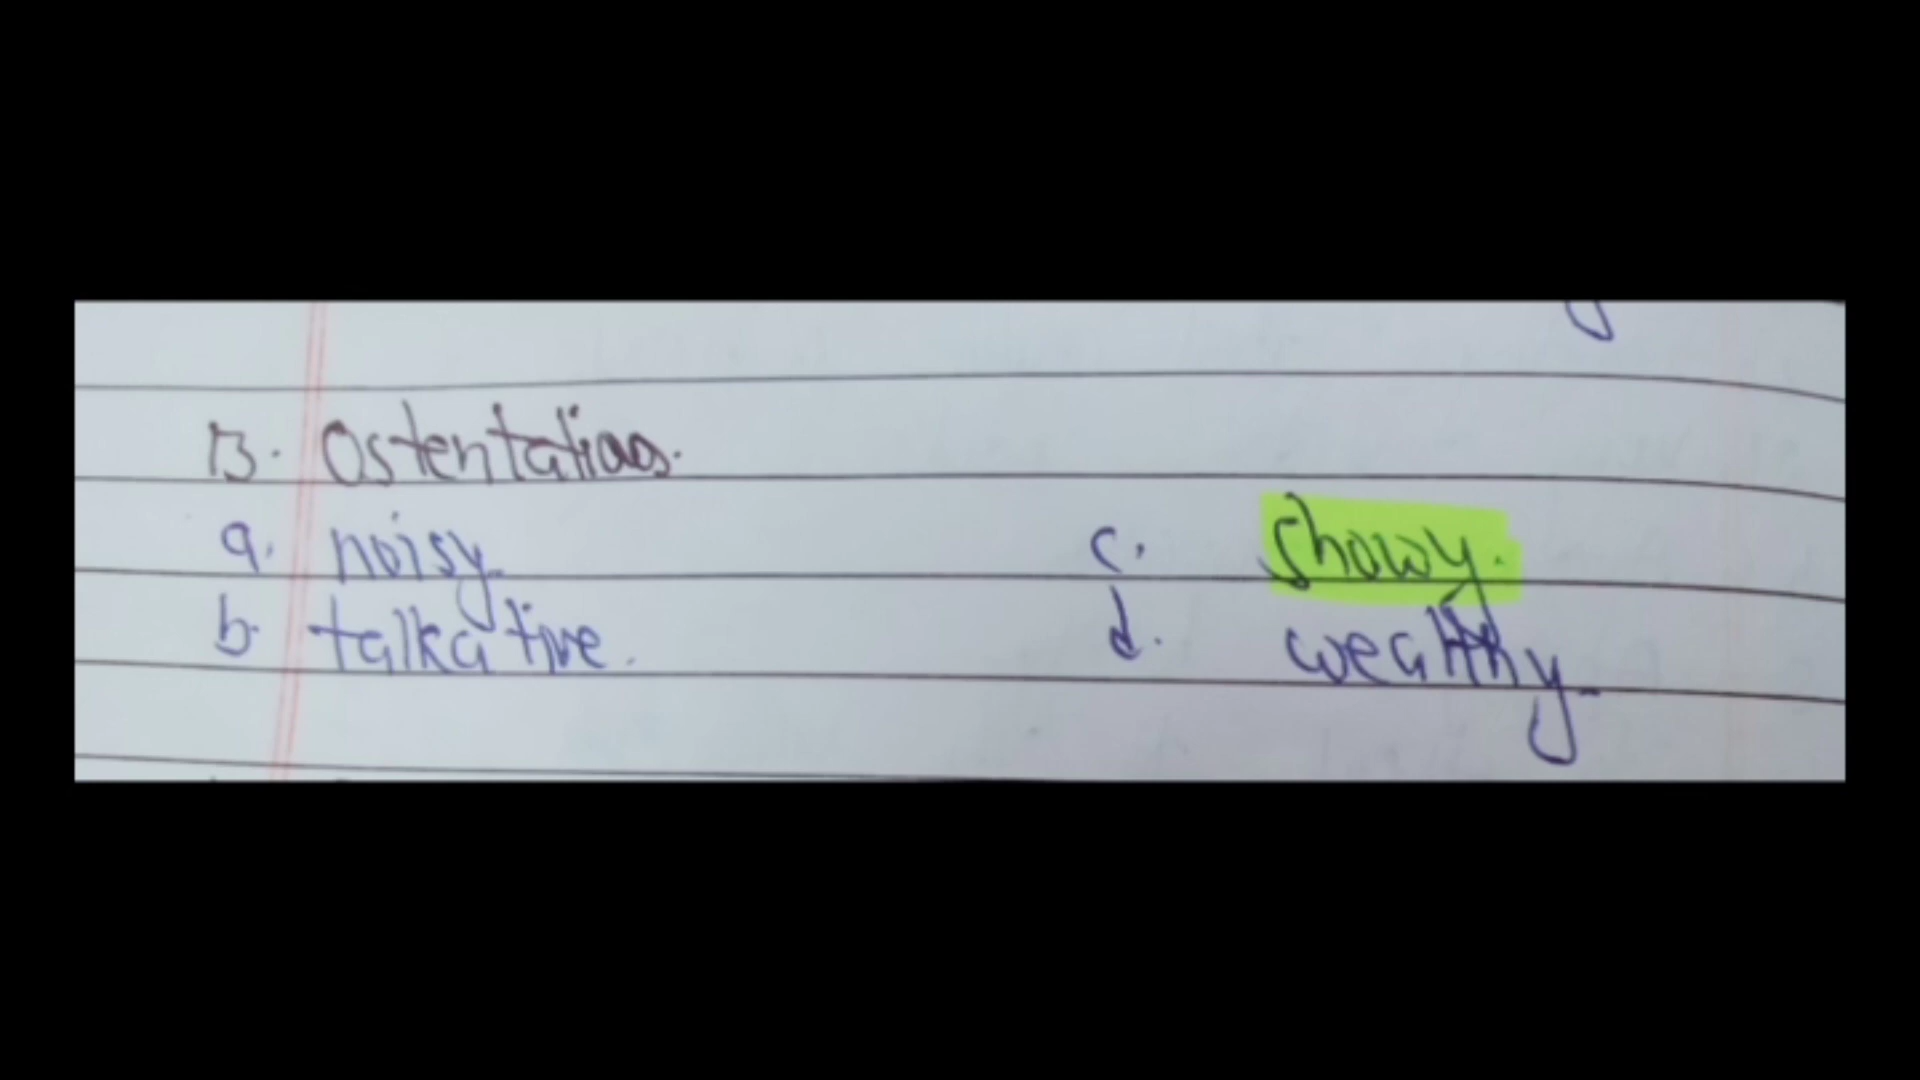 13. Ostentatious.
a. noisy c. showy.
b. talkative. d. wealthy